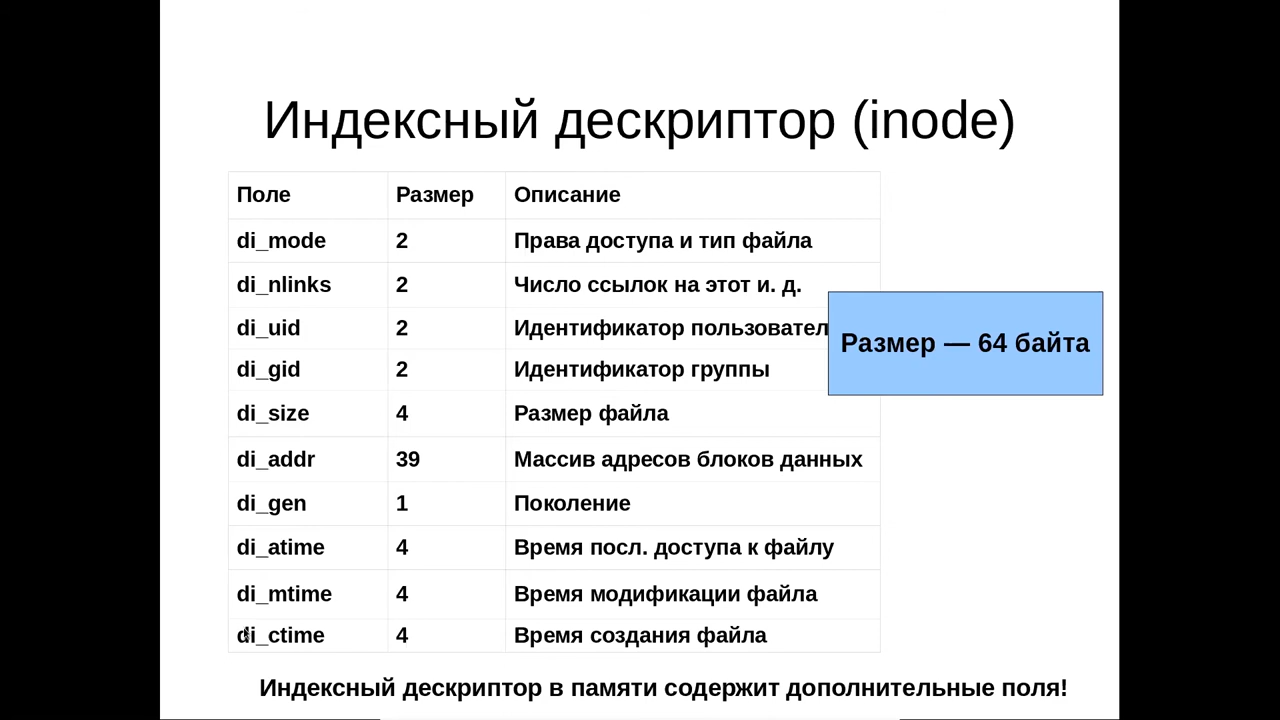 Индексный дескриптор (inode)
Поле Размер Описание
di_mode 2 Права доступа и тип файла
di_nlinks 2 Число ссылок на этот и. д.
di_uid 2 Идентификатор пользовател
di_gid 2 Идентификатор группы
Размер — 64 байта
di_size 4 Размер файла
di_addr 39 Массив адресов блоков данных
di_gen 1 Поколение
di_atime 4 Время посл. доступа к файлу
di_mtime 4 Время модификации файла
di_ctime 4 Время создания файла
Индексный дескриптор в памяти содержит дополнительные поля!